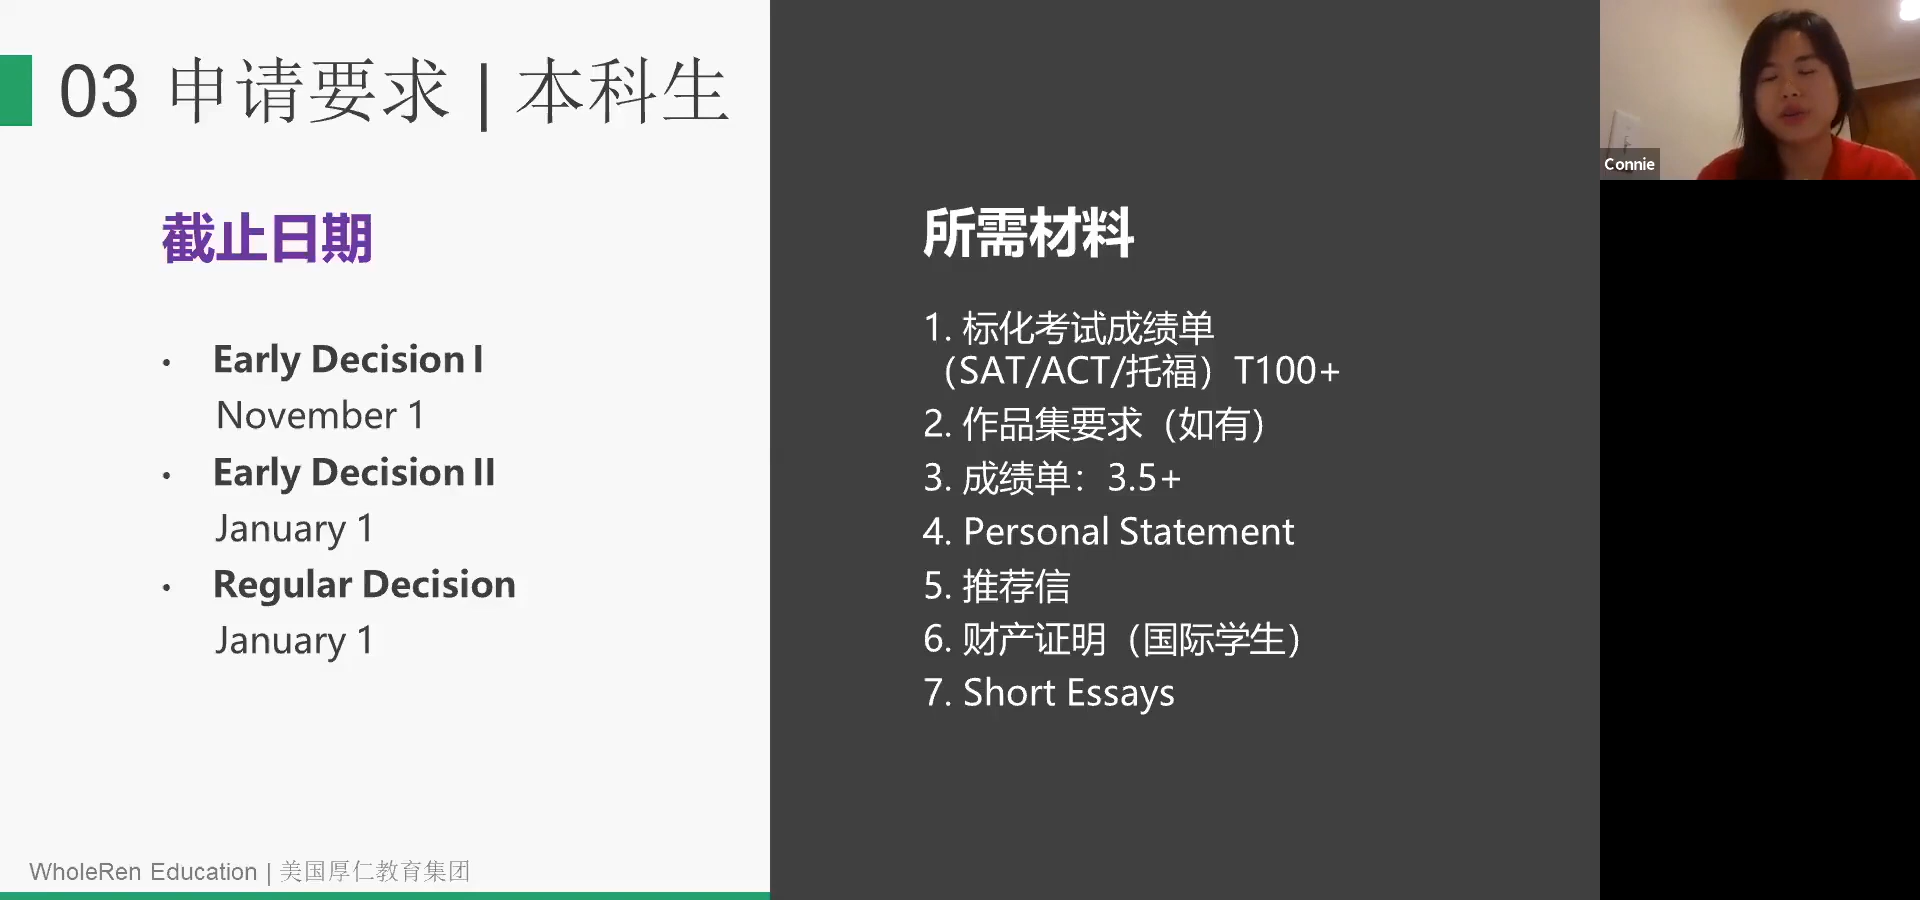 03 申请要求 | 本科生
截止日期
• Early Decision I
November 1
• Early Decision II
January 1
• Regular Decision
January 1
WholeRen Education | 美国厚仁教育集团
所需材料
1. 标化考试成绩单
（SAT/ACT/托福）T100+
2. 作品集要求（如有）
3. 成绩单：3.5+
4. Personal Statement
5. 推荐信
6. 财产证明（国际学生）
7. Short Essays
Connie